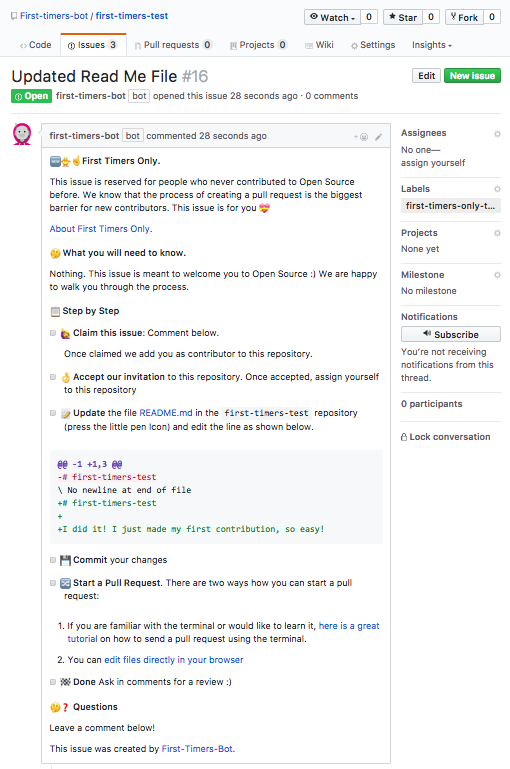 First-timers-bot / first-timers-test
Watch 0 Star 0 Fork 0
Code Issues 3 Pull requests 0 Projects 0 Wiki Settings Insights
Updated Read Me File #16
Edit New issue
Open first-timers-bot bot opened this issue 28 seconds ago · 0 comments
first-timers-bot bot commented 28 seconds ago
First Timers Only.
This issue is reserved for people who never contributed to Open Source
before. We know that the process of creating a pull request is the biggest
barrier for new contributors. This issue is for you 💝
About First Timers Only.
🤔 What you will need to know.
Nothing. This issue is meant to welcome you to Open Source :) We are happy
to walk you through the process.
📋 Step by Step
🙋 Claim this issue: Comment below.
Once claimed we add you as contributor to this repository.
👌 Accept our invitation to this repository. Once accepted, assign yourself
to this repository
📝 Update the file README.md in the first-timers-test repository
(press the little pen Icon) and edit the line as shown below.
@@ -1 +1,3 @@
-# first-timers-test
\ No newline at end of file
+# first-timers-test
+
+I did it! I just made my first contribution, so easy!
💾 Commit your changes
🔀 Start a Pull Request. There are two ways how you can start a pull
request:
1. If you are familiar with the terminal or would like to learn it, here is a great
tutorial on how to send a pull request using the terminal.
2. You can edit files directly in your browser
🏁 Done Ask in comments for a review :)
🤔❓ Questions
Leave a comment below!
This issue was created by First-Timers-Bot.
Assignees
No one—
assign yourself
Labels
first-timers-only-t...
Projects
None yet
Milestone
No milestone
Notifications
Subscribe
You're not receiving
notifications from this
thread.
0 participants
Lock conversation